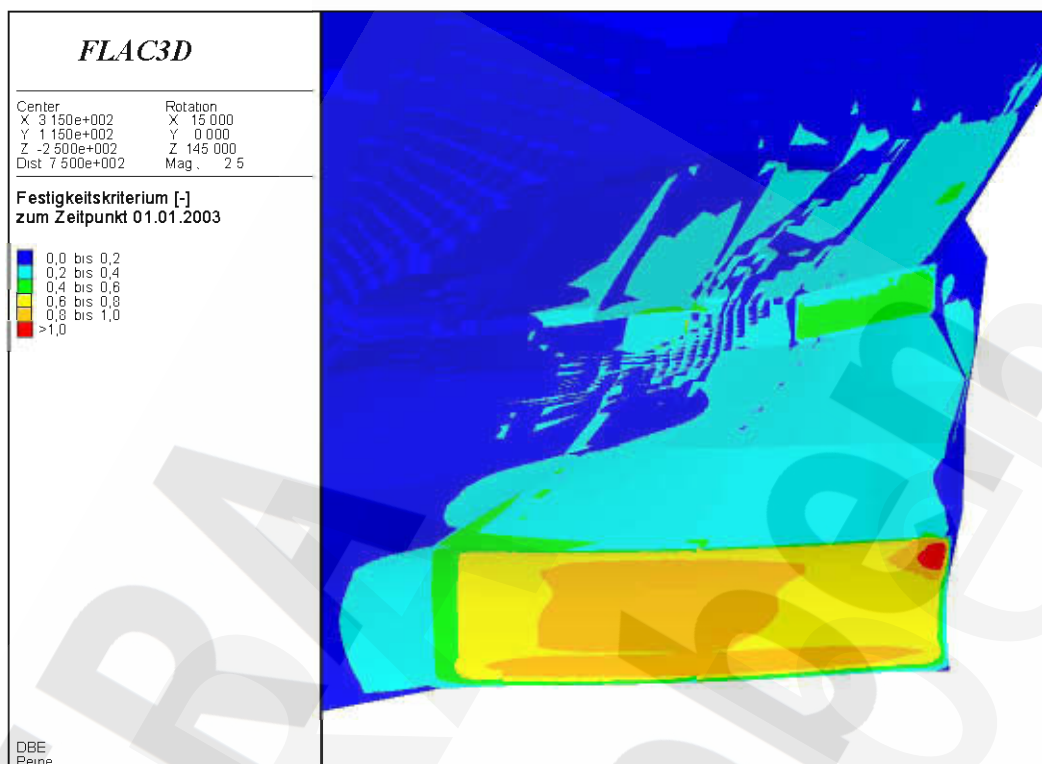 FLAC3D
Center Rotation
X 3 150e+002 X 15 000
Y 1 150e+002 Y 0 000
Z -2 500e+002 Z 145 000
Dist 7 500e+002 Mag. 2 5
Festigkeitskriterium [-]
zum Zeitpunkt 01.01.2003
0,0 bis 0,2
0,2 bis 0,4
0,4 bis 0,6
0,6 bis 0,8
0,8 bis 1,0
>1,0
DBE
Peine